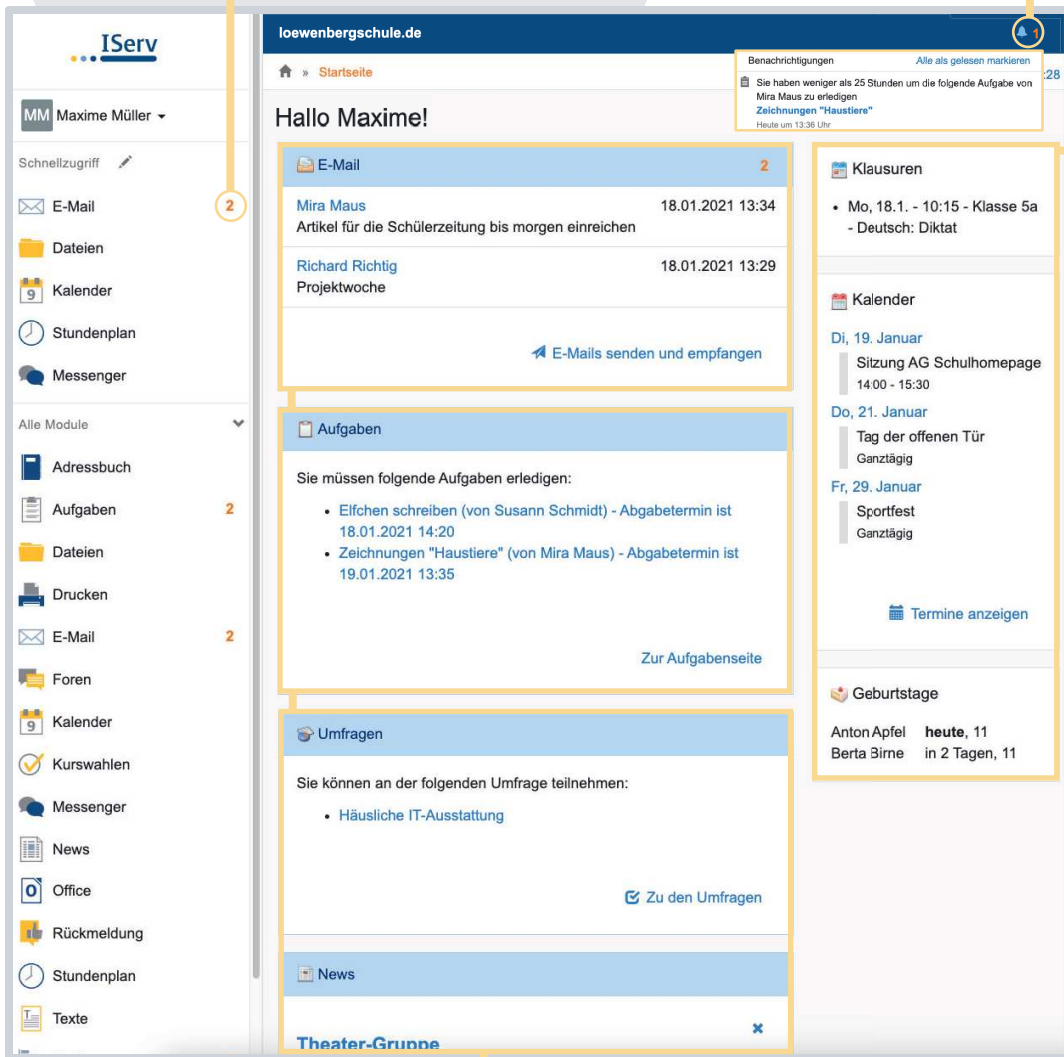 IServ
MM Maxime Müller
Schnellzugriff
E-Mail 2
Dateien
9 Kalender
Stundenplan
Messenger
Alle Module
Adressbuch
Aufgaben 2
Dateien
Drucken
E-Mail 2
Foren
9 Kalender
Kurswahlen
Messenger
News
Office
Rückmeldung
Stundenplan
Texte
loewenbergschule.de
1
» Startseite
:28
Benachrichtigungen Alle als gelesen markieren
Sie haben weniger als 25 Stunden um die folgende Aufgabe von
Mira Maus zu erledigen
Zeichnungen "Haustiere"
Heute um 13:36 Uhr
Hallo Maxime!
E-Mail 2
Mira Maus 18.01.2021 13:34
Artikel für die Schülerzeitung bis morgen einreichen
Richard Richtig 18.01.2021 13:29
Projektwoche
E-Mails senden und empfangen
Aufgaben
Sie müssen folgende Aufgaben erledigen:
• Elfchen schreiben (von Susann Schmidt) - Abgabetermin ist
18.01.2021 14:20
• Zeichnungen "Haustiere" (von Mira Maus) - Abgabetermin ist
19.01.2021 13:35
Zur Aufgabenseite
Umfragen
Sie können an der folgenden Umfrage teilnehmen:
• Häusliche IT-Ausstattung
Zu den Umfragen
News
Theater-Gruppe
Klausuren
• Mo, 18.1. - 10:15 - Klasse 5a
- Deutsch: Diktat
Kalender
Di, 19. Januar
Sitzung AG Schulhomepage
14:00 - 15:30
Do, 21. Januar
Tag der offenen Tür
Ganztägig
Fr, 29. Januar
Sportfest
Ganztägig
Termine anzeigen
Geburtstage
Anton Apfel heute, 11
Berta Birne in 2 Tagen, 11